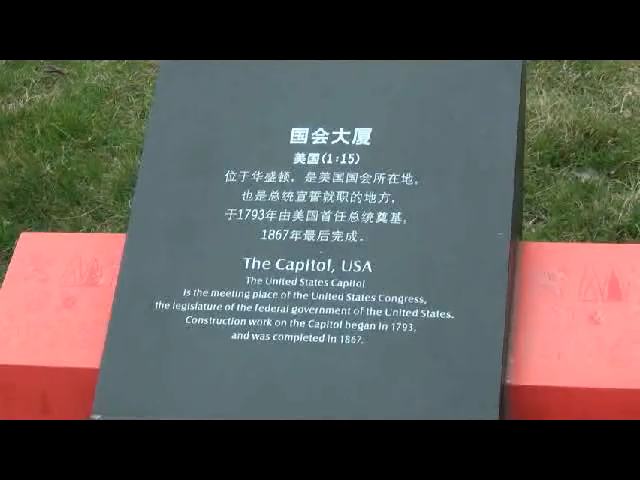 国会大厦
美国(1:15)
位于华盛顿，是美国国会所在地，
也是总统宣誓就职的地方，
于1793年由美国首任总统奠基，
1867年最后完成。
The Capitol, USA
The United States Capitol
is the meeting place of the United States Congress,
the legislature of the federal government of the United States.
Construction work on the Capitol began in 1793,
and was completed in 1867.